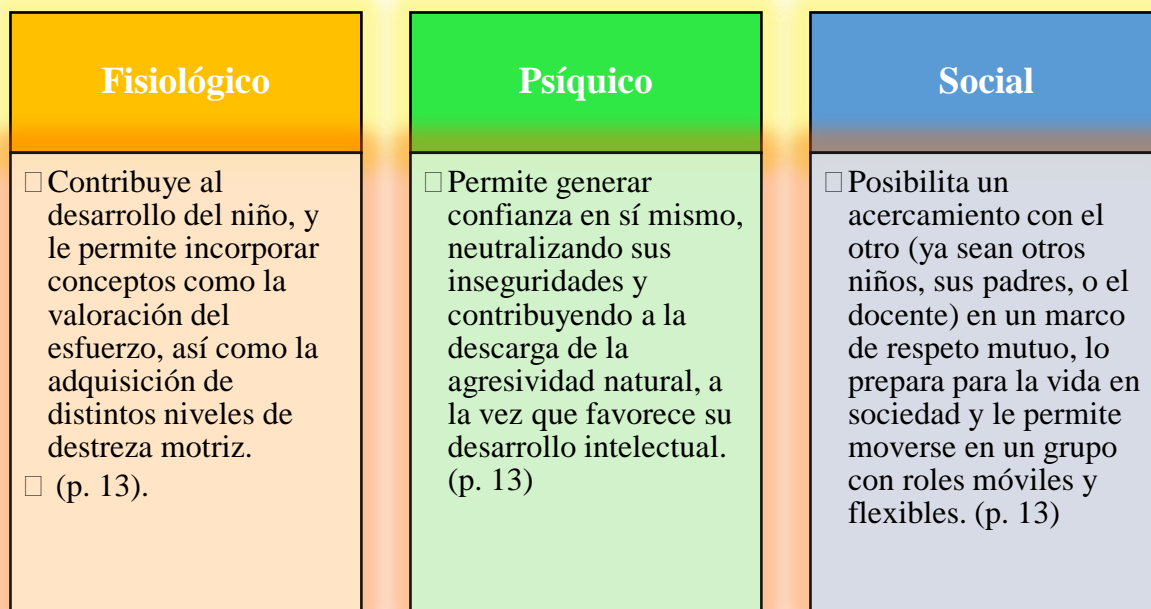 Fisiológico
□ Contribuye al
desarrollo del niño, y
le permite incorporar
conceptos como la
valoración del
esfuerzo, así como la
adquisición de
distintos niveles de
destreza motriz.
□ (p. 13).
Psíquico
□ Permite generar
confianza en sí mismo,
neutralizando sus
inseguridades y
contribuyendo a la
descarga de la
agresividad natural, a
la vez que favorece su
desarrollo intelectual.
(p. 13)
Social
□ Posibilita un
acercamiento con el
otro (ya sean otros
niños, sus padres, o el
docente) en un marco
de respeto mutuo, lo
prepara para la vida en
sociedad y le permite
moverse en un grupo
con roles móviles y
flexibles. (p. 13)